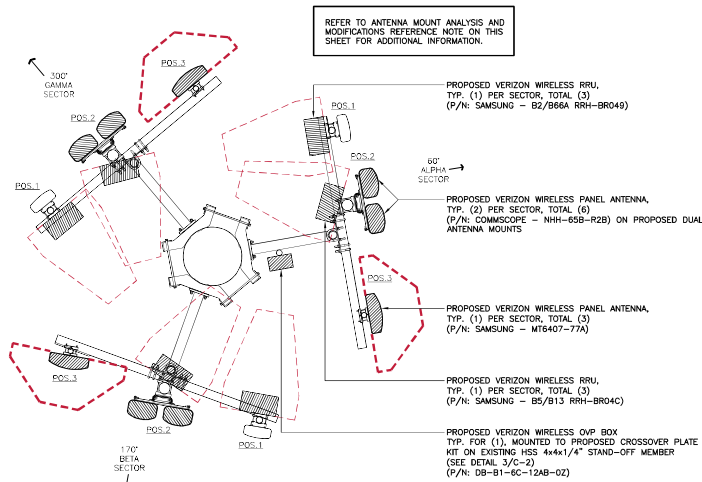 REFER TO ANTENNA MOUNT ANALYSIS AND
MODIFICATIONS REFERENCE NOTE ON THIS
SHEET FOR ADDITIONAL INFORMATION.
POS.3
300°
GAMMA
SECTOR
POS.2
POS.1
POS.1
POS.2
60°
ALPHA
SECTOR
POS.3
POS.3
POS.2
POS.1
170°
BETA
SECTOR
PROPOSED VERIZON WIRELESS RRU,
TYP. (1) PER SECTOR, TOTAL (3)
(P/N: SAMSUNG - B2/B66A RRH-BR049)
PROPOSED VERIZON WIRELESS PANEL ANTENNA,
TYP. (2) PER SECTOR, TOTAL (6)
(P/N: COMMSCOPE - NHH-65B-R2B) ON PROPOSED DUAL
ANTENNA MOUNTS
PROPOSED VERIZON WIRELESS PANEL ANTENNA,
TYP. (1) PER SECTOR, TOTAL (3)
(P/N: SAMSUNG - MT6407-77A)
PROPOSED VERIZON WIRELESS RRU,
TYP. (1) PER SECTOR, TOTAL (3)
(P/N: SAMSUNG - B5/B13 RRH-BR04C)
PROPOSED VERIZON WIRELESS OVP BOX
TYP. FOR (1), MOUNTED TO PROPOSED CROSSOVER PLATE
KIT ON EXISTING HSS 4x4x1/4" STAND-OFF MEMBER
(SEE DETAIL 3/C-2)
(P/N: DB-B1-6C-12AB-0Z)